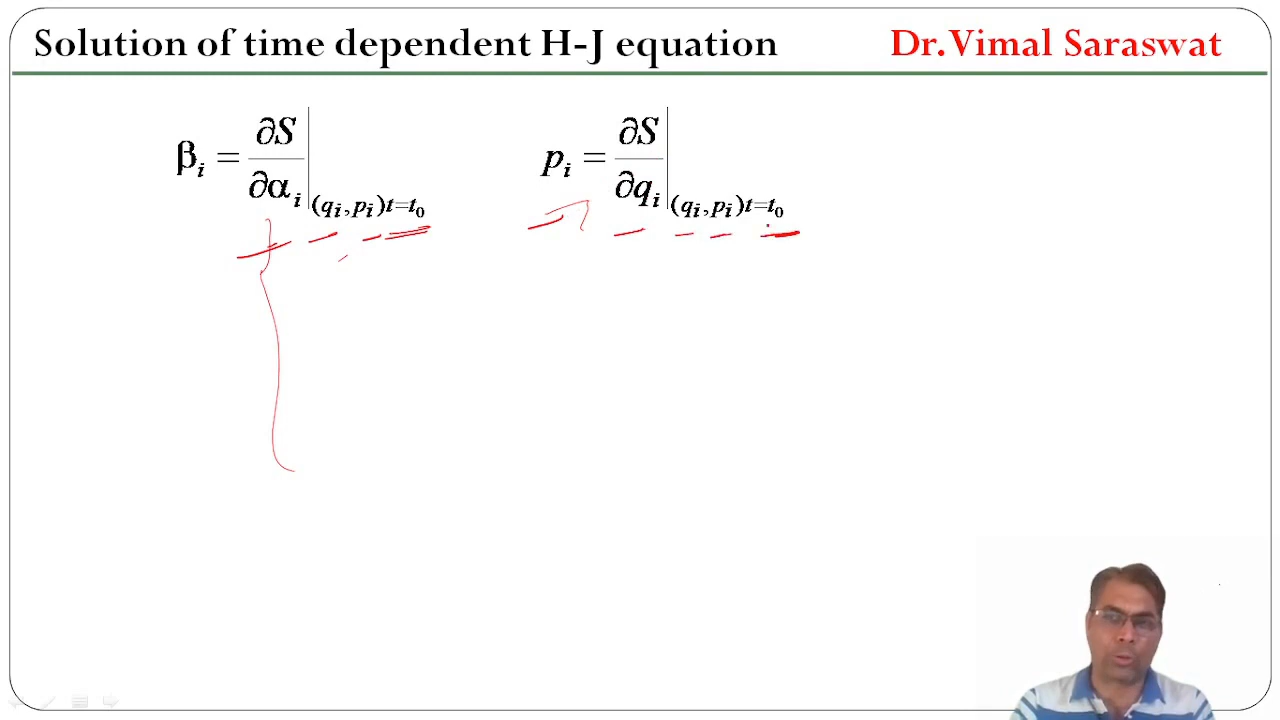 Solution of time dependent H-J equation Dr. Vimal Saraswat
βᵢ = ∂S/∂αᵢ |(qᵢ,pᵢ)t=t₀ pᵢ = ∂S/∂qᵢ |(qᵢ,pᵢ)t=t₀